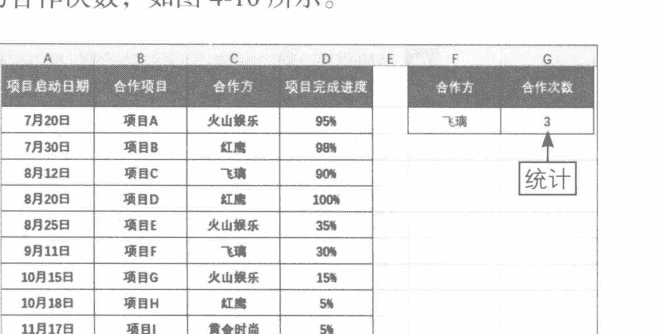 的合作次数，如图 4-10 所示。
A B C D E F G
项目启动日期 合作项目 合作方 项目完成进度 合作方 合作次数
7月20日 项目A 火山娱乐 95% 飞璃 3
7月30日 项目B 红鹰 98%
8月12日 项目C 飞璃 90% 统计
8月20日 项目D 红鹰 100%
8月25日 项目E 火山娱乐 35%
9月11日 项目F 飞璃 30%
10月15日 项目G 火山娱乐 15%
10月18日 项目H 红鹰 5%
11月17日 项目I 黄金时尚 5%